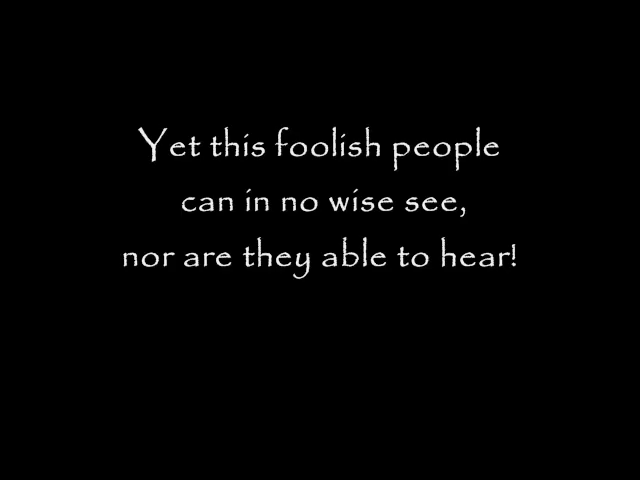 Yet this foolish people
can in no wise see,
nor are they able to hear!